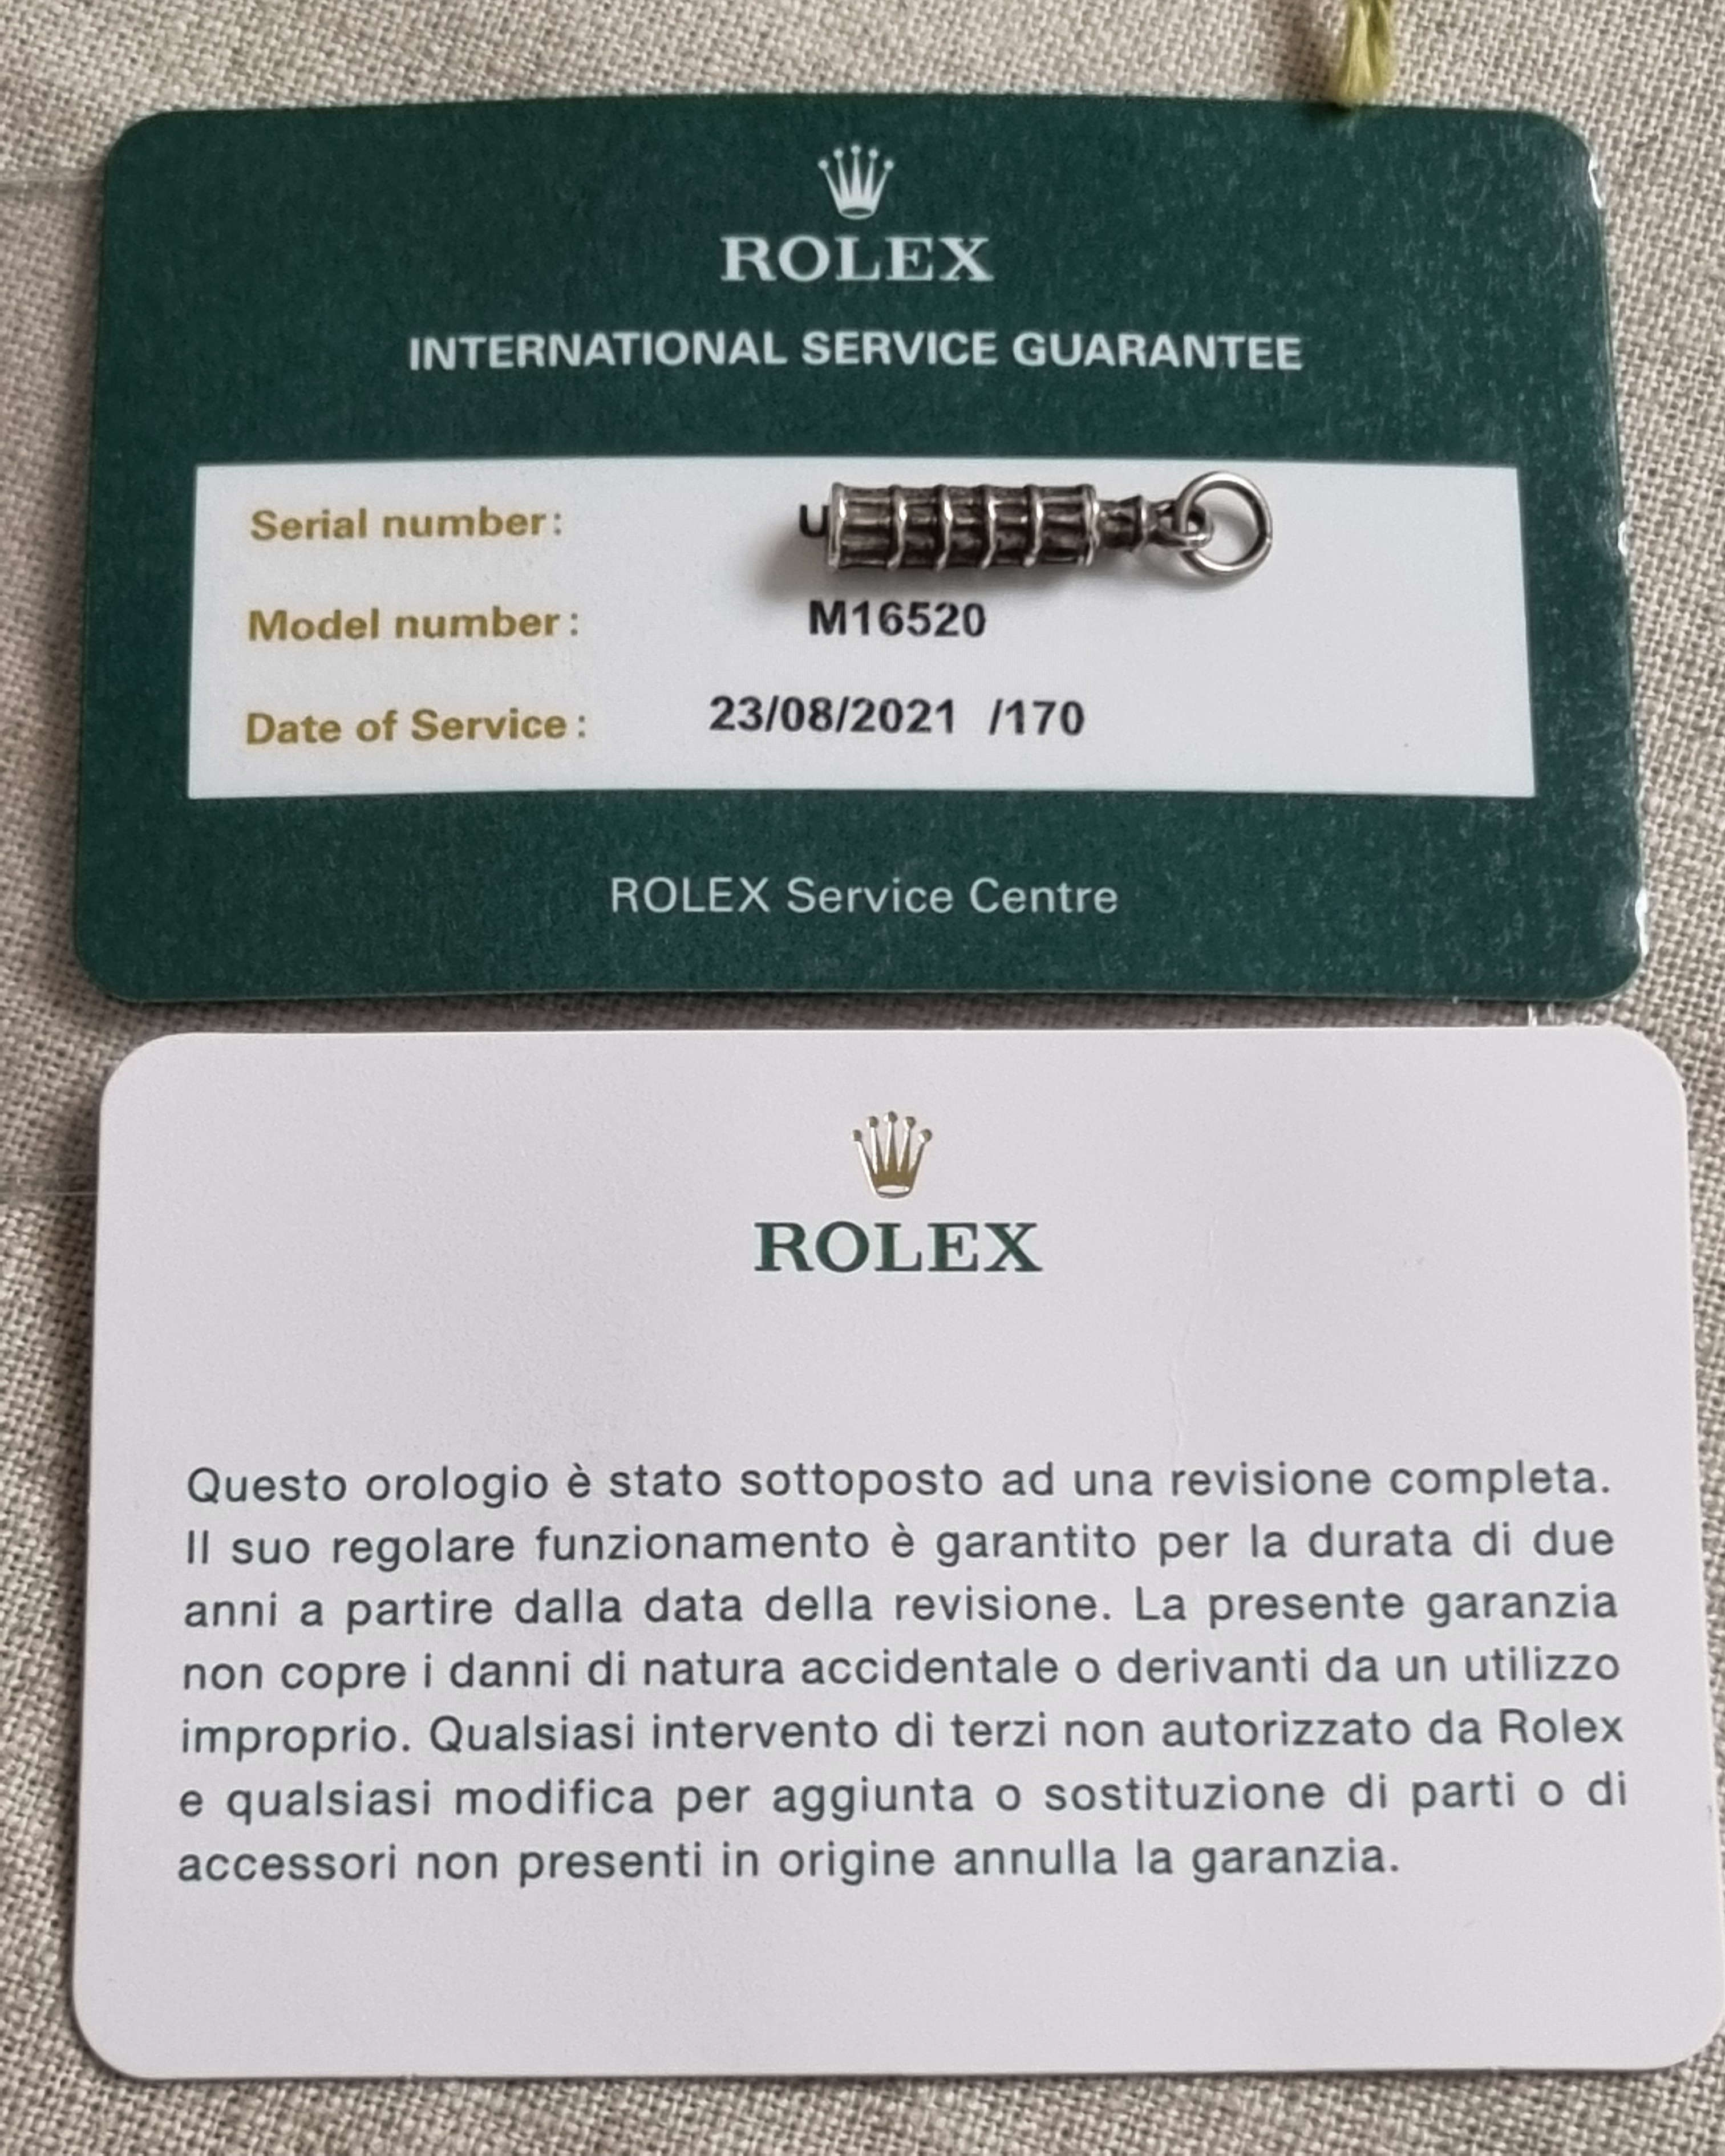 ROLEX
INTERNATIONAL SERVICE GUARANTEE
Serial number: U
Model number: M16520
Date of Service: 23/08/2021 /170
ROLEX Service Centre
ROLEX
Questo orologio è stato sottoposto ad una revisione completa.
Il suo regolare funzionamento è garantito per la durata di due
anni a partire dalla data della revisione. La presente garanzia
non copre i danni di natura accidentale o derivanti da un utilizzo
improprio. Qualsiasi intervento di terzi non autorizzato da Rolex
e qualsiasi modifica per aggiunta o sostituzione di parti o di
accessori non presenti in origine annulla la garanzia.